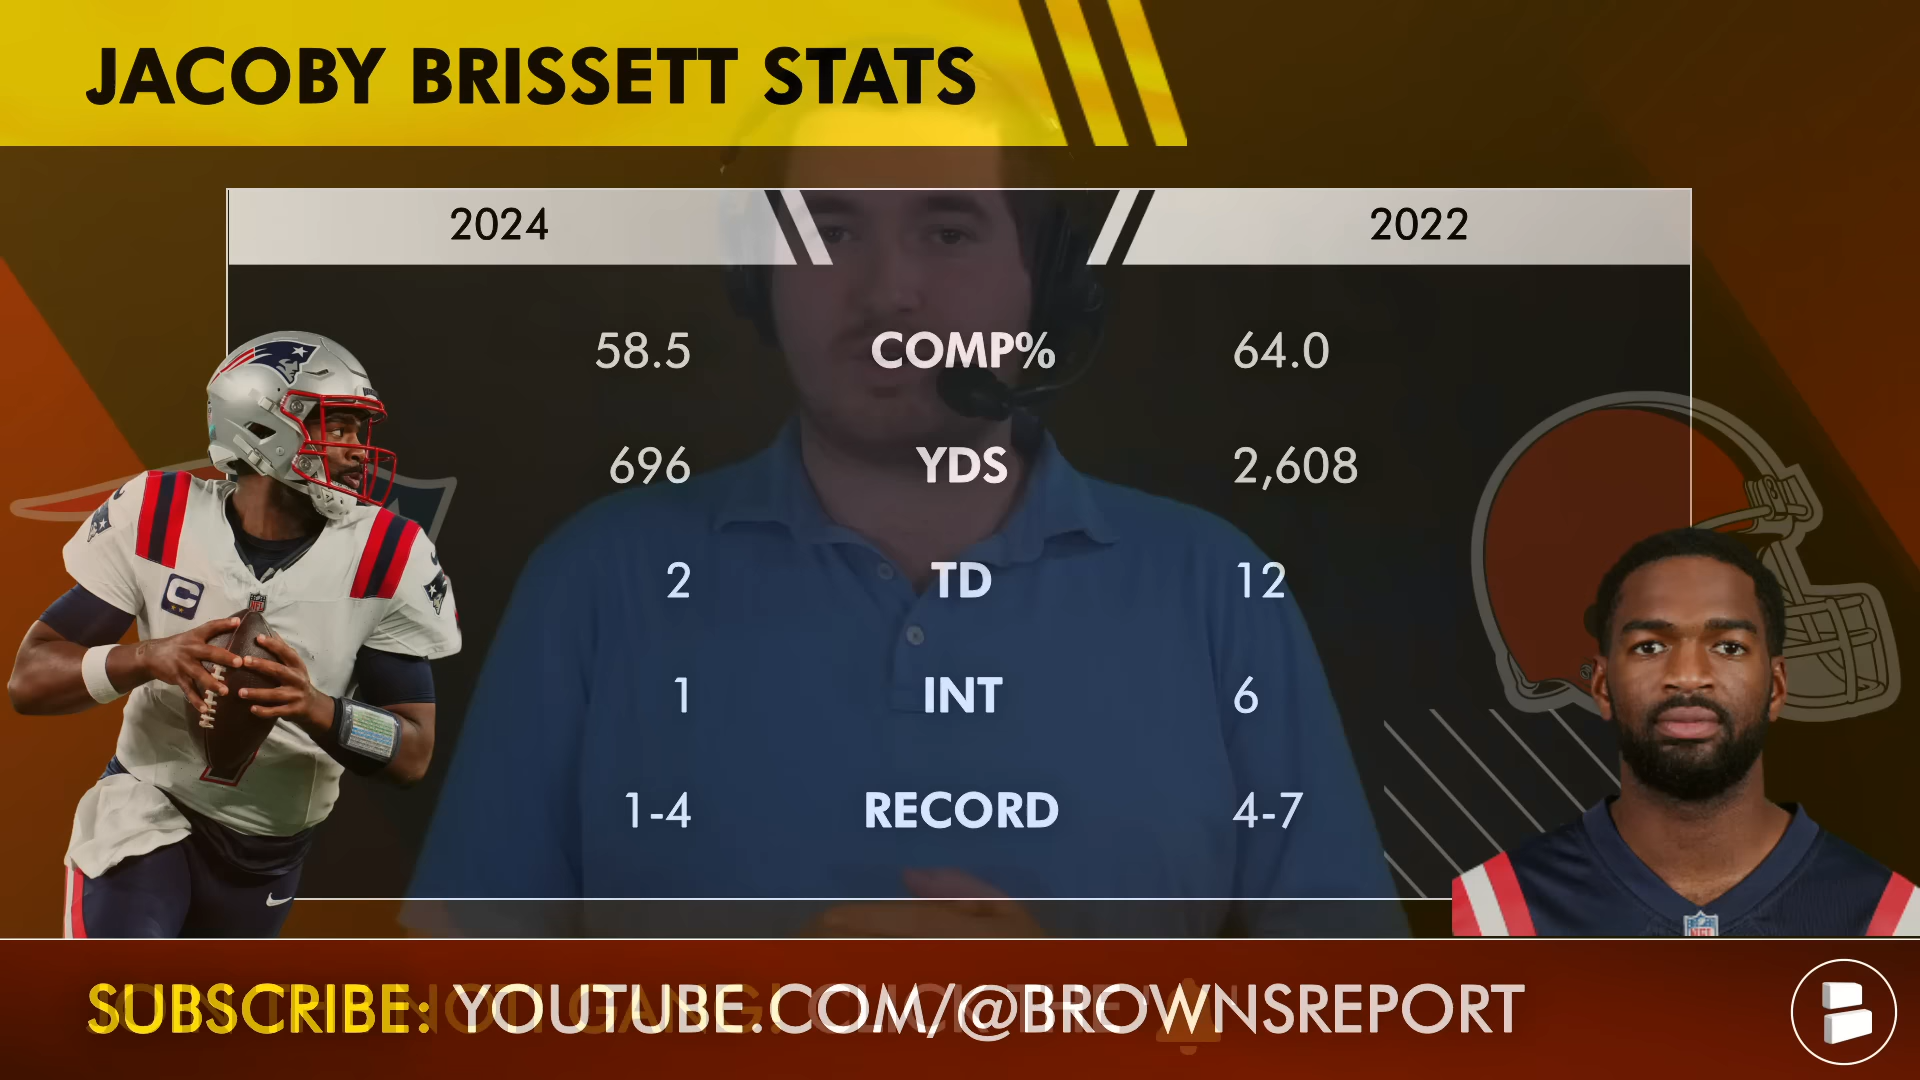 JACOBY BRISSETT STATS
2024 2022
58.5 COMP% 64.0
696 YDS 2,608
2 TD 12
1 INT 6
1-4 RECORD 4-7
C
SUBSCRIBE: YOUTUBE.COM/@BROWNSREPORT